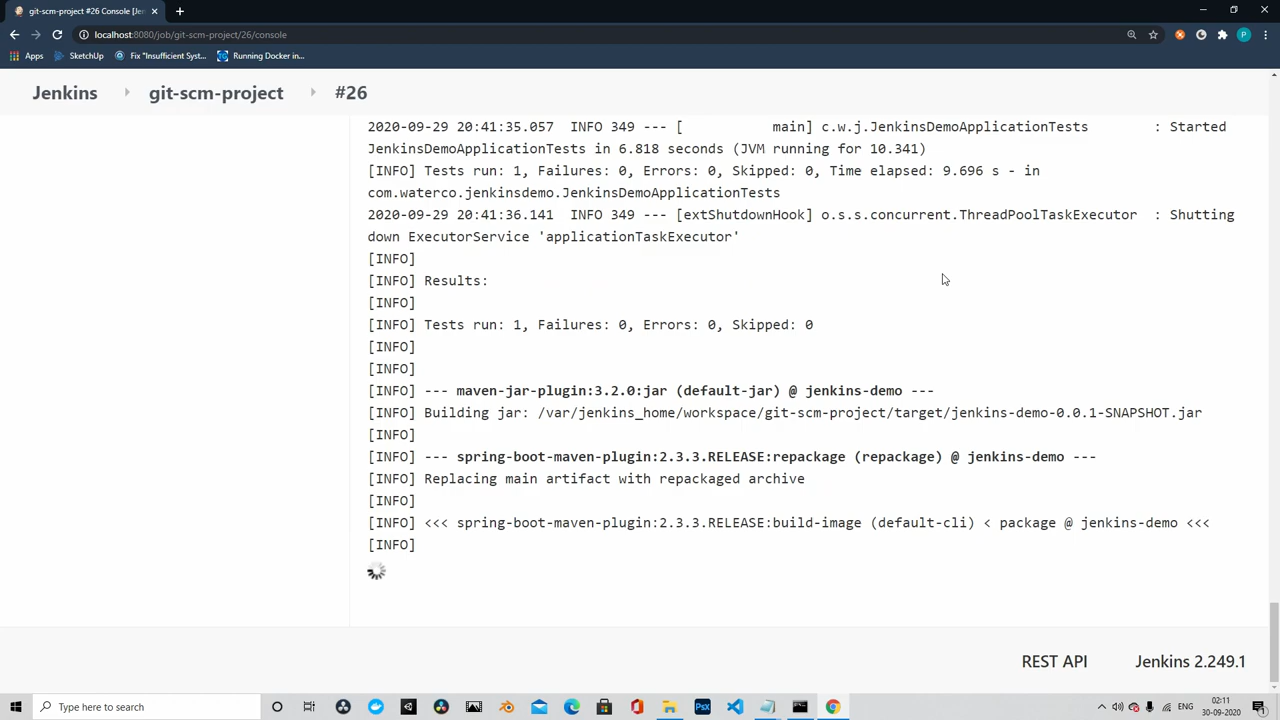 git-scm-project #26 Console [Jen
localhost:8080/job/git-scm-project/26/console
Apps
SketchUp
Fix "Insufficient Syst...
Running Docker in...
Jenkins
git-scm-project
#26
2020-09-29 20:41:35.057  INFO 349 --- [           main] c.w.j.JenkinsDemoApplicationTests        : Started
JenkinsDemoApplicationTests in 6.818 seconds (JVM running for 10.341)
[INFO] Tests run: 1, Failures: 0, Errors: 0, Skipped: 0, Time elapsed: 9.696 s - in
com.waterco.jenkinsdemo.JenkinsDemoApplicationTests
2020-09-29 20:41:36.141  INFO 349 --- [extShutdownHook] o.s.s.concurrent.ThreadPoolTaskExecutor  : Shutting
down ExecutorService 'applicationTaskExecutor'
[INFO]
[INFO] Results:
[INFO]
[INFO] Tests run: 1, Failures: 0, Errors: 0, Skipped: 0
[INFO]
[INFO]
[INFO] --- maven-jar-plugin:3.2.0:jar (default-jar) @ jenkins-demo ---
[INFO] Building jar: /var/jenkins_home/workspace/git-scm-project/target/jenkins-demo-0.0.1-SNAPSHOT.jar
[INFO]
[INFO] --- spring-boot-maven-plugin:2.3.3.RELEASE:repackage (repackage) @ jenkins-demo ---
[INFO] Replacing main artifact with repackaged archive
[INFO]
[INFO] <<< spring-boot-maven-plugin:2.3.3.RELEASE:build-image (default-cli) < package @ jenkins-demo <<<
[INFO]
REST API
Jenkins 2.249.1
Type here to search
ENG
02:11
30-09-2020